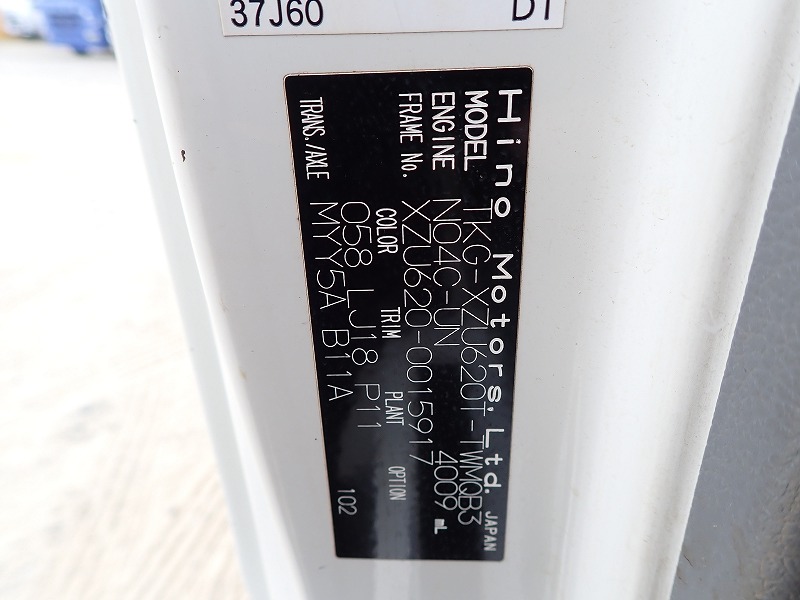 37J60 D1
Hino Motors, Ltd. JAPAN
MODEL TKG-XZU620T-TWMQB3
ENGINE N04C-UN 4009 mL
FRAME No. XZU620-0015917
COLOR TRIM PLANT OPTION
058 LJ18 P11
TRANS./AXLE MYY5A B11A 102